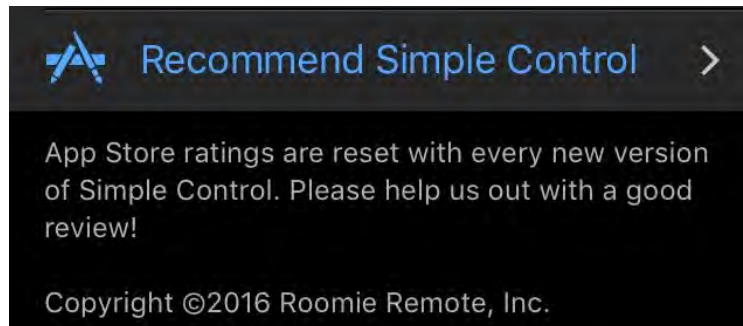 Recommend Simple Control
App Store ratings are reset with every new version
of Simple Control. Please help us out with a good
review!
Copyright ©2016 Roomie Remote, Inc.